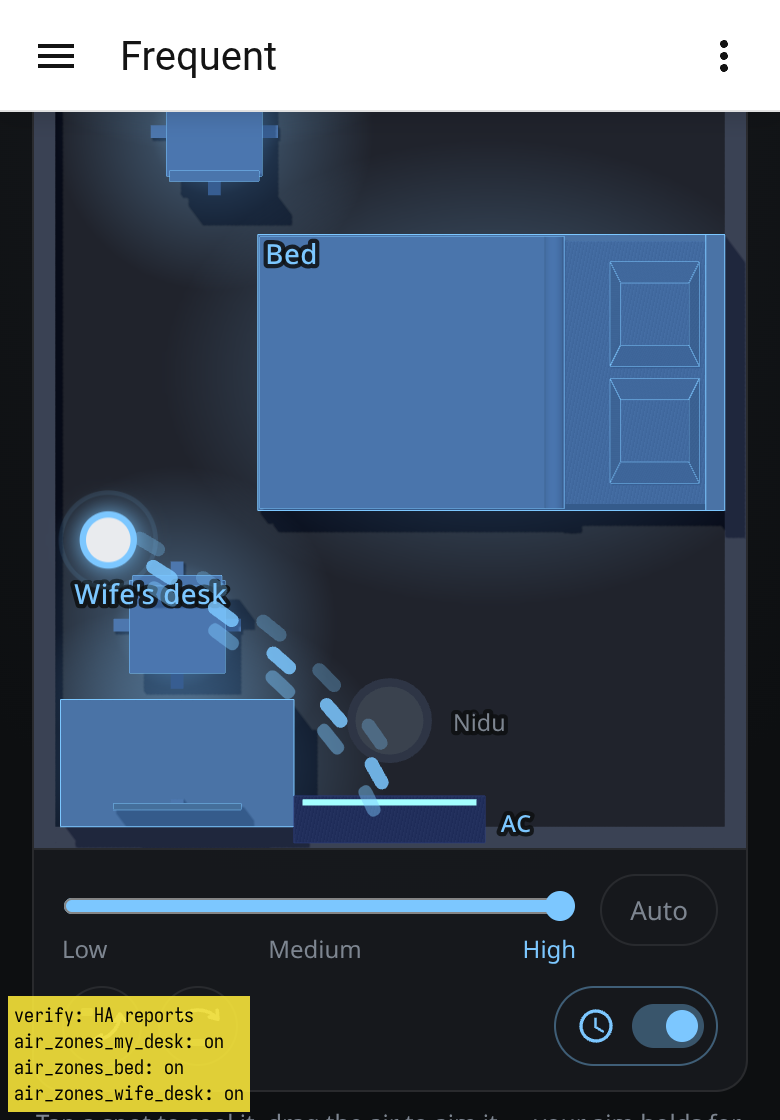 Frequent
Bed
Wife's desk
Nidu
AC
Auto
Low
Medium
High
verify: HA reports
air_zones_my_desk: on
air_zones_bed: on
air_zones_wife_desk: on